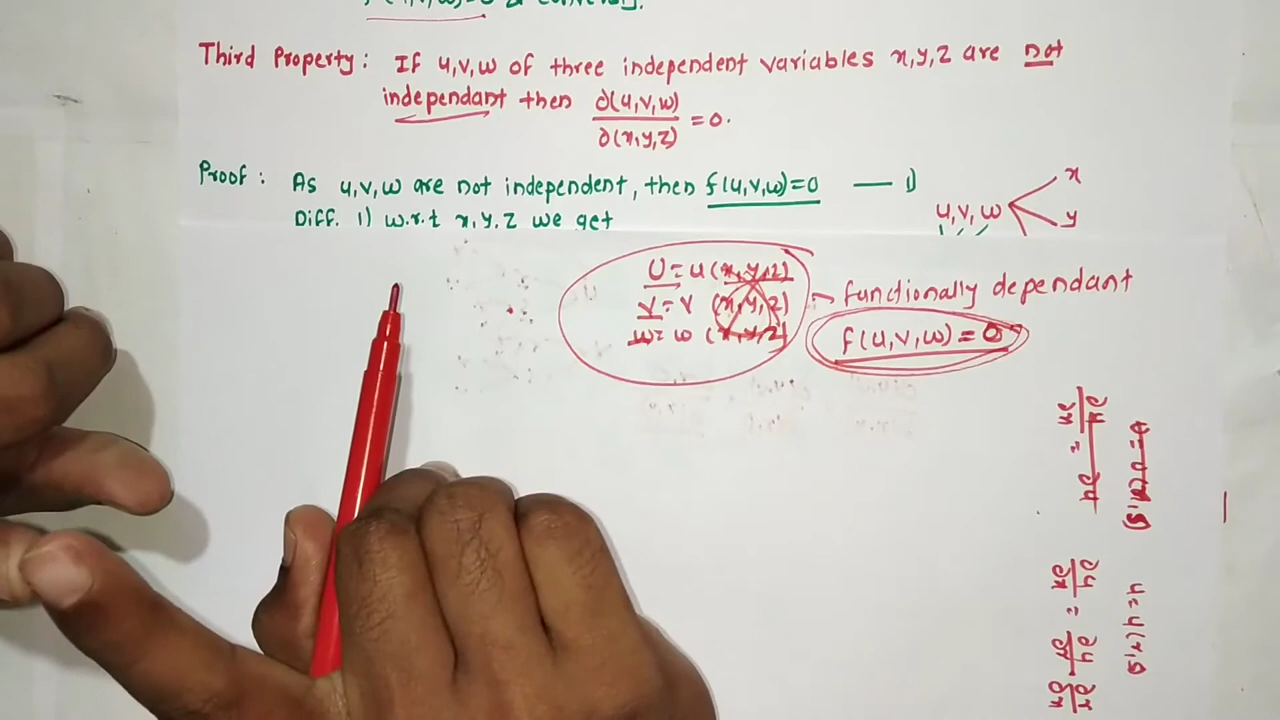 Third Property: If u,v,w of three independent variables x,y,z are not
independant then ∂(u,v,w)/∂(x,y,z) = 0.
Proof: As u,v,w are not independent, then f(u,v,w)=0 — 1)
Diff. 1) w.r.t x,y,z we get
u,v,w
x
y
U = u(x,y,z)
v = v (x,y,z)
w = w (x,y,z)
functionally dependant
f(u,v,w) = 0